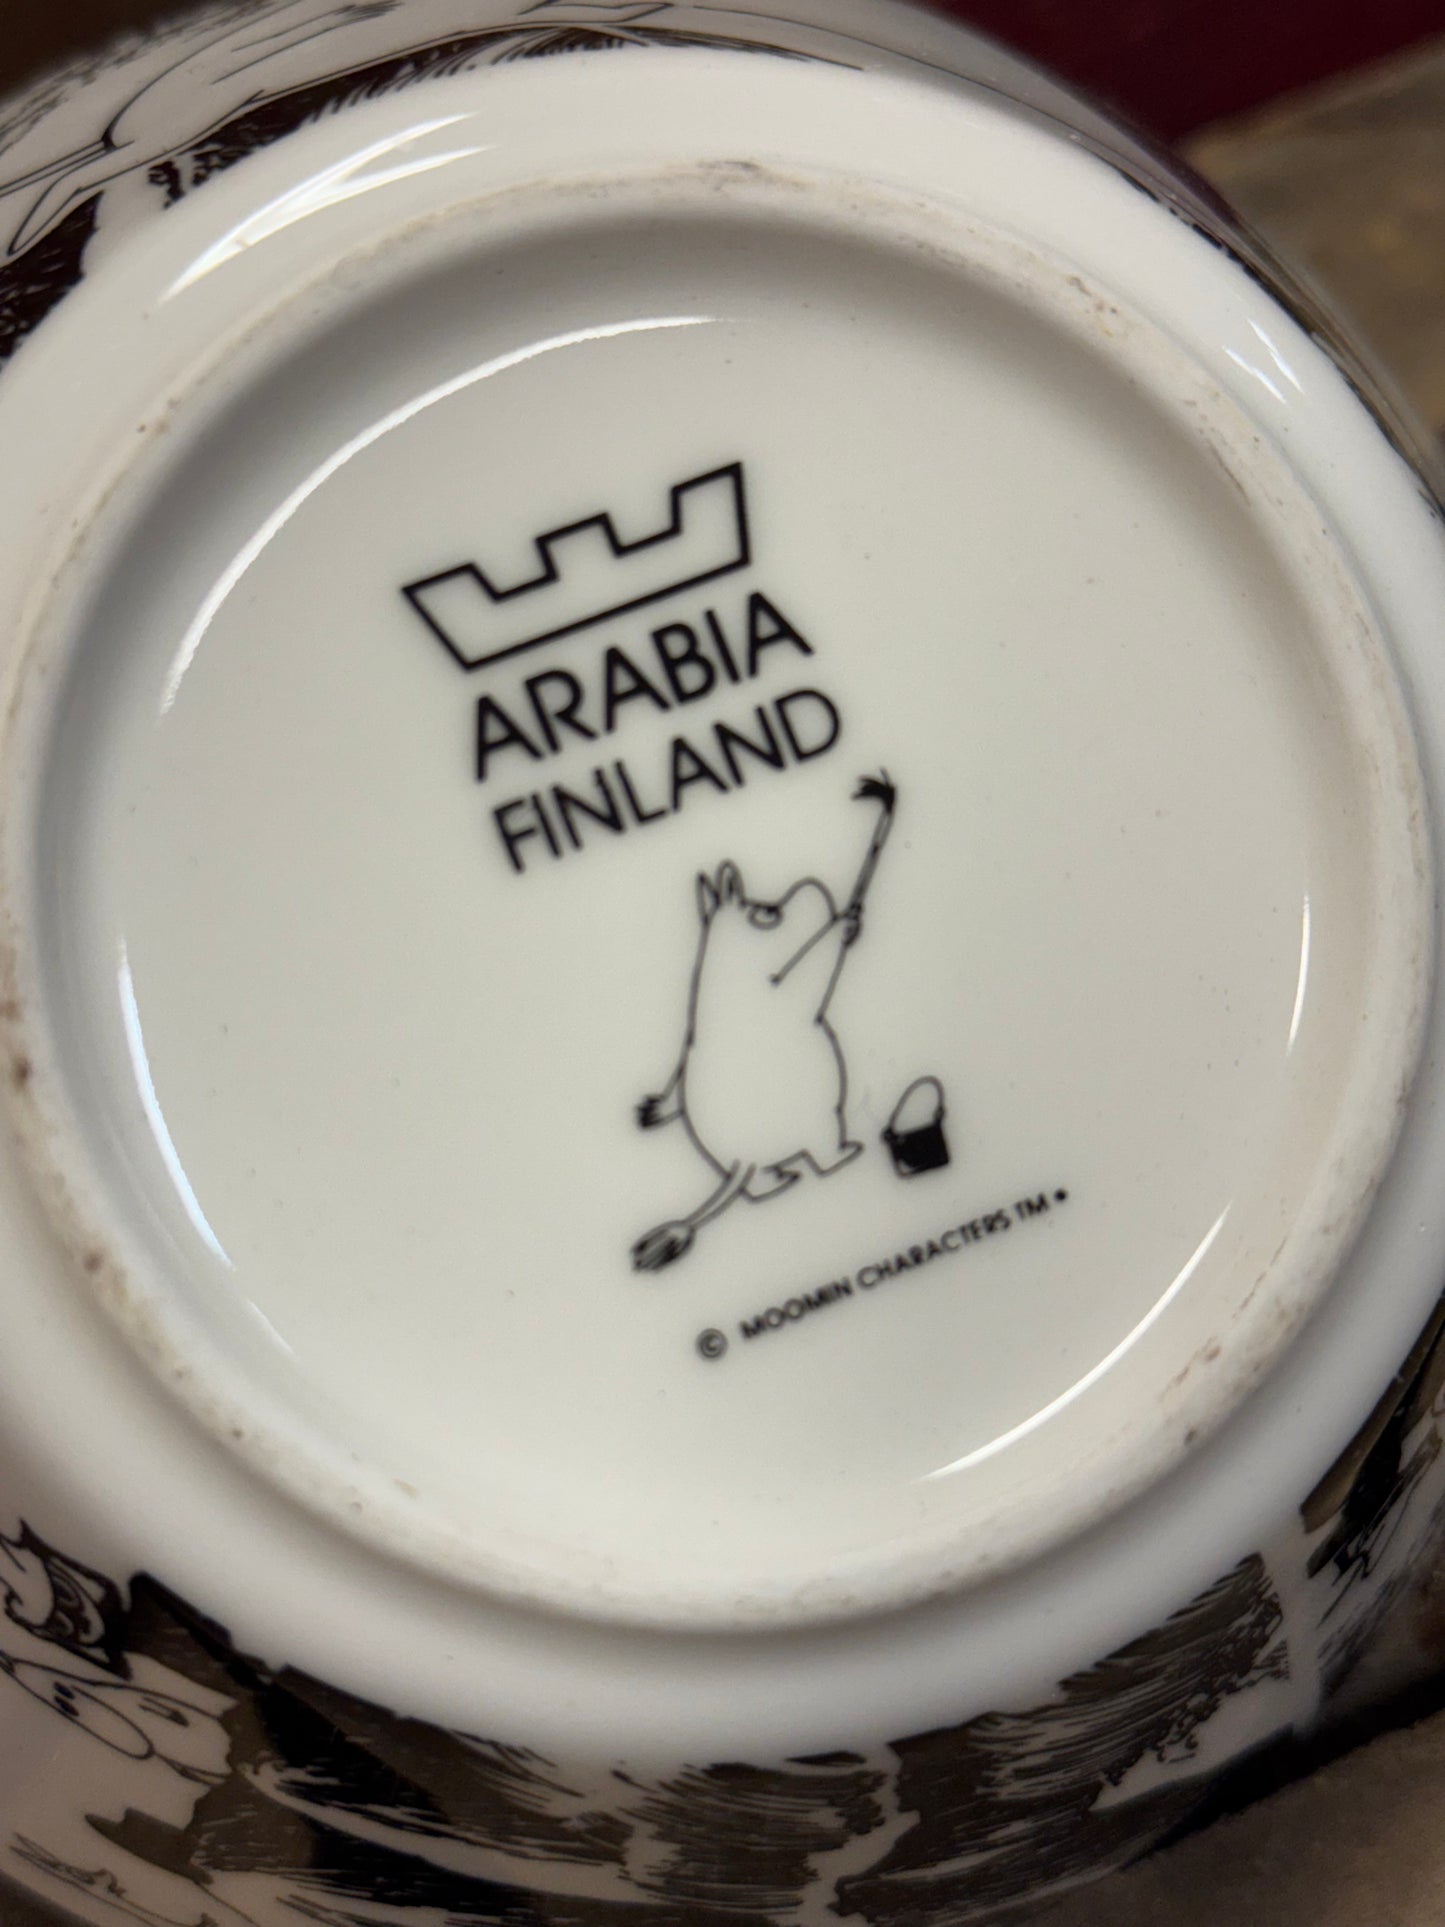 ARABIA
FINLAND
© MOOMIN CHARACTERS TM •